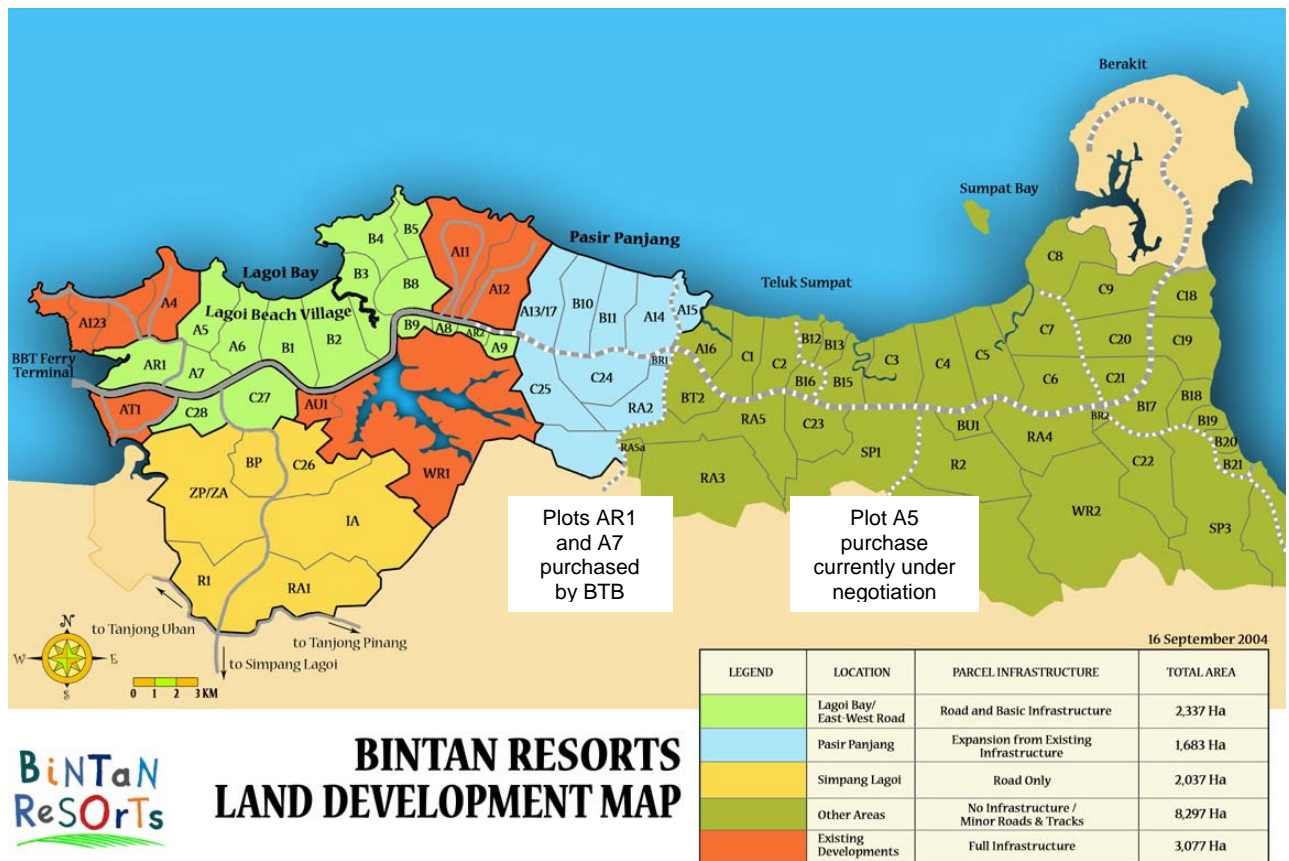 Berakit
Sumpat Bay
Pasir Panjang
Teluk Sumpat
Lagoi Bay
Lagoi Beach Village
BBT Ferry
Terminal
A123
A4
A5
A6
A7
AR1
AT1
B1
B2
B3
B4
B5
B8
B9
A8
AR2
A9
A11
A12
C28
C27
AU1
WR1
BP
C26
ZP/ZA
IA
R1
RA1
A13/17
B10
B11
A14
A15
BR1
C25
C24
RA2
RA5a
A16
C1
C2
B12
B13
B16
B15
BT2
RA5
C23
RA3
SP1
C3
C4
C5
C6
C7
C8
C9
C18
C19
C20
C21
BU1
RA4
R2
BR2
B17
B18
B19
B20
B21
C22
WR2
SP3
Plots AR1
and A7
purchased
by BTB
Plot A5
purchase
currently under
negotiation
to Tanjong Uban
to Tanjong Pinang
to Simpang Lagoi
N
W
E
S
0 1 2 3 KM
16 September 2004
LEGEND LOCATION PARCEL INFRASTRUCTURE TOTAL AREA
Lagoi Bay/
East-West Road Road and Basic Infrastructure 2,337 Ha
Pasir Panjang Expansion from Existing
Infrastructure 1,683 Ha
Simpang Lagoi Road Only 2,037 Ha
Other Areas No Infrastructure /
Minor Roads & Tracks 8,297 Ha
Existing
Developments Full Infrastructure 3,077 Ha
BiNTaN
ReSOrTs
BINTAN RESORTS
LAND DEVELOPMENT MAP